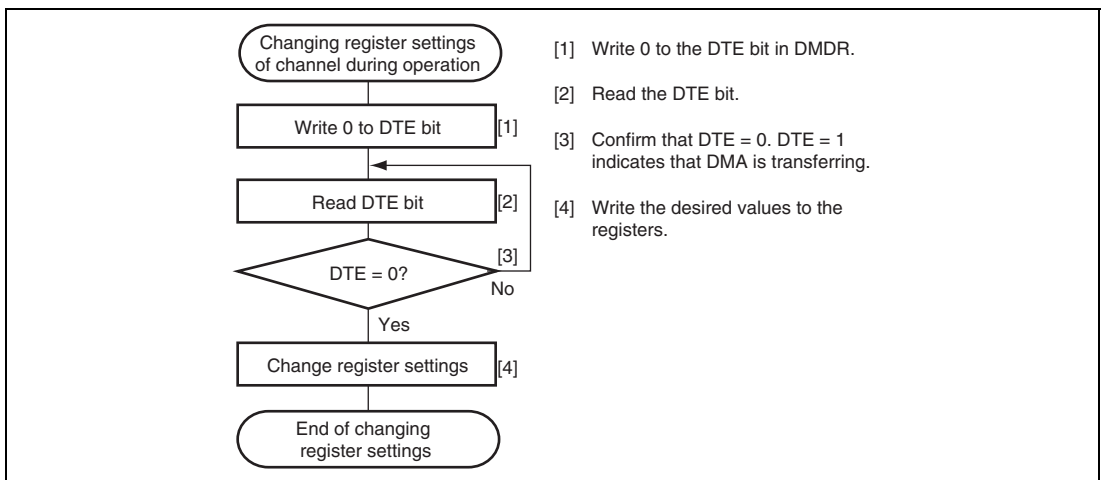 Changing register settings
of channel during operation
Write 0 to DTE bit
[1]
Read DTE bit
[2]
DTE = 0?
[3]
No
Yes
Change register settings
[4]
End of changing
register settings
[1] Write 0 to the DTE bit in DMDR.
[2] Read the DTE bit.
[3] Confirm that DTE = 0. DTE = 1
indicates that DMA is transferring.
[4] Write the desired values to the
registers.